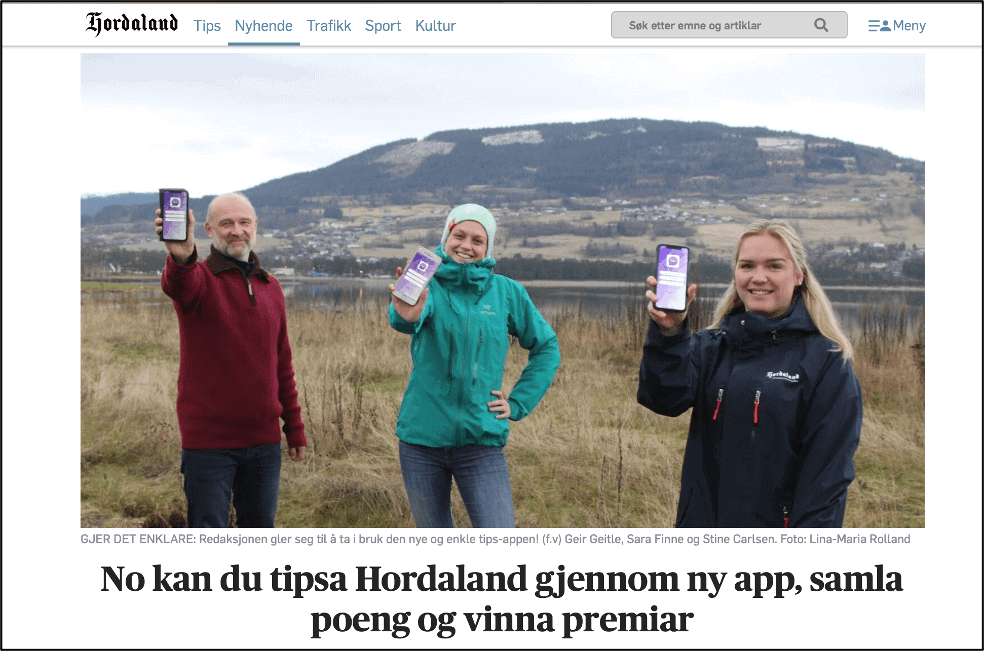 Hordaland Tips Nyhende Trafikk Sport Kultur Søk etter emne og artiklar Meny
Hordaland
GJER DET ENKLARE: Redaksjonen gler seg til å ta i bruk den nye og enkle tips-appen! (f.v) Geir Geitle, Sara Finne og Stine Carlsen. Foto: Lina-Maria Rolland
No kan du tipsa Hordaland gjennom ny app, samla
poeng og vinna premiar